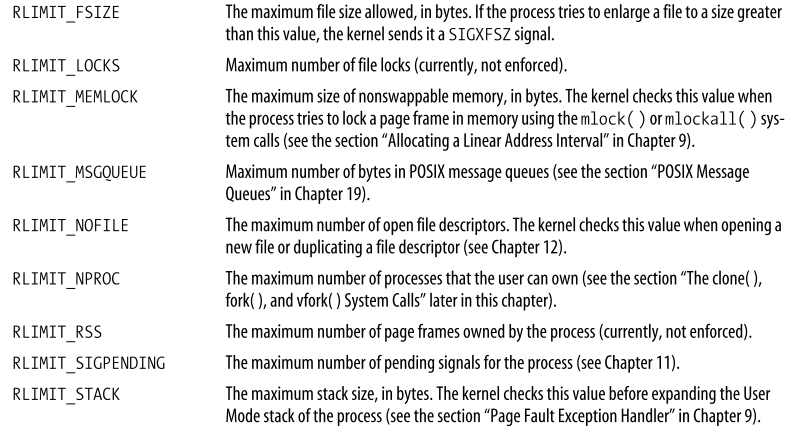 RLIMIT_FSIZE The maximum file size allowed, in bytes. If the process tries to enlarge a file to a size greater
than this value, the kernel sends it a SIGXFSZ signal.
RLIMIT_LOCKS Maximum number of file locks (currently, not enforced).
RLIMIT_MEMLOCK The maximum size of nonswappable memory, in bytes. The kernel checks this value when
the process tries to lock a page frame in memory using the mlock( ) or mlockall( ) sys-
tem calls (see the section “Allocating a Linear Address Interval” in Chapter 9).
RLIMIT_MSGQUEUE Maximum number of bytes in POSIX message queues (see the section “POSIX Message
Queues” in Chapter 19).
RLIMIT_NOFILE The maximum number of open file descriptors. The kernel checks this value when opening a
new file or duplicating a file descriptor (see Chapter 12).
RLIMIT_NPROC The maximum number of processes that the user can own (see the section “The clone( ),
fork( ), and vfork( ) System Calls” later in this chapter).
RLIMIT_RSS The maximum number of page frames owned by the process (currently, not enforced).
RLIMIT_SIGPENDING The maximum number of pending signals for the process (see Chapter 11).
RLIMIT_STACK The maximum stack size, in bytes. The kernel checks this value before expanding the User
Mode stack of the process (see the section “Page Fault Exception Handler” in Chapter 9).